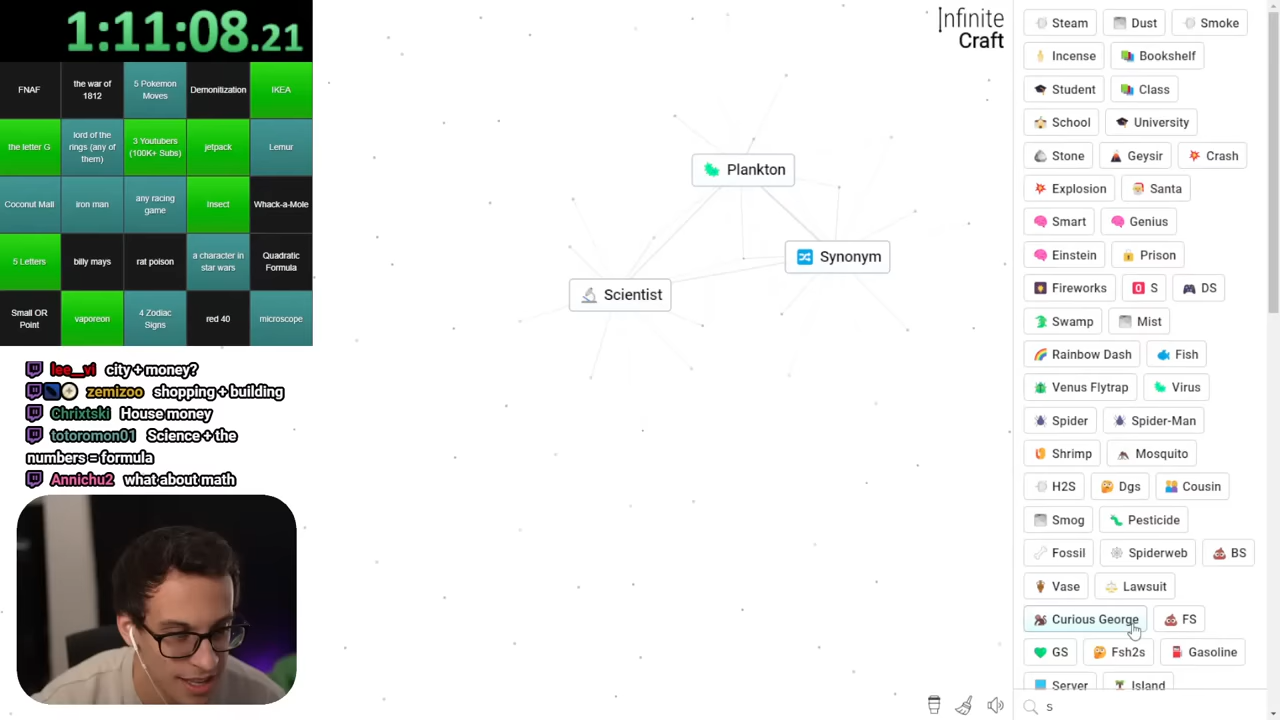 1:11:08.21
FNAF
the war of
1812
5 Pokemon
Moves
Demonitization
IKEA
the letter G
lord of the
rings (any of
them)
3 Youtubers
(100K+ Subs)
jetpack
Lemur
Coconut Mall
iron man
any racing
game
Insect
Whack-a-Mole
5 Letters
billy mays
rat poison
a character in
star wars
Quadratic
Formula
Small OR
Point
vaporeon
4 Zodiac
Signs
red 40
microscope
lee__vi city + money?
zemizoo shopping + building
Chrixtski House money
totoromon01 Science + the
numbers = formula
Annichu2 what about math
Infinite
Craft
Plankton
Synonym
Scientist
Steam Dust Smoke
Incense Bookshelf
Student Class
School University
Stone Geysir Crash
Explosion Santa
Smart Genius
Einstein Prison
Fireworks S DS
Swamp Mist
Rainbow Dash Fish
Venus Flytrap Virus
Spider Spider-Man
Shrimp Mosquito
H2S Dgs Cousin
Smog Pesticide
Fossil Spiderweb BS
Vase Lawsuit
Curious George FS
GS Fsh2s Gasoline
Server Island
s